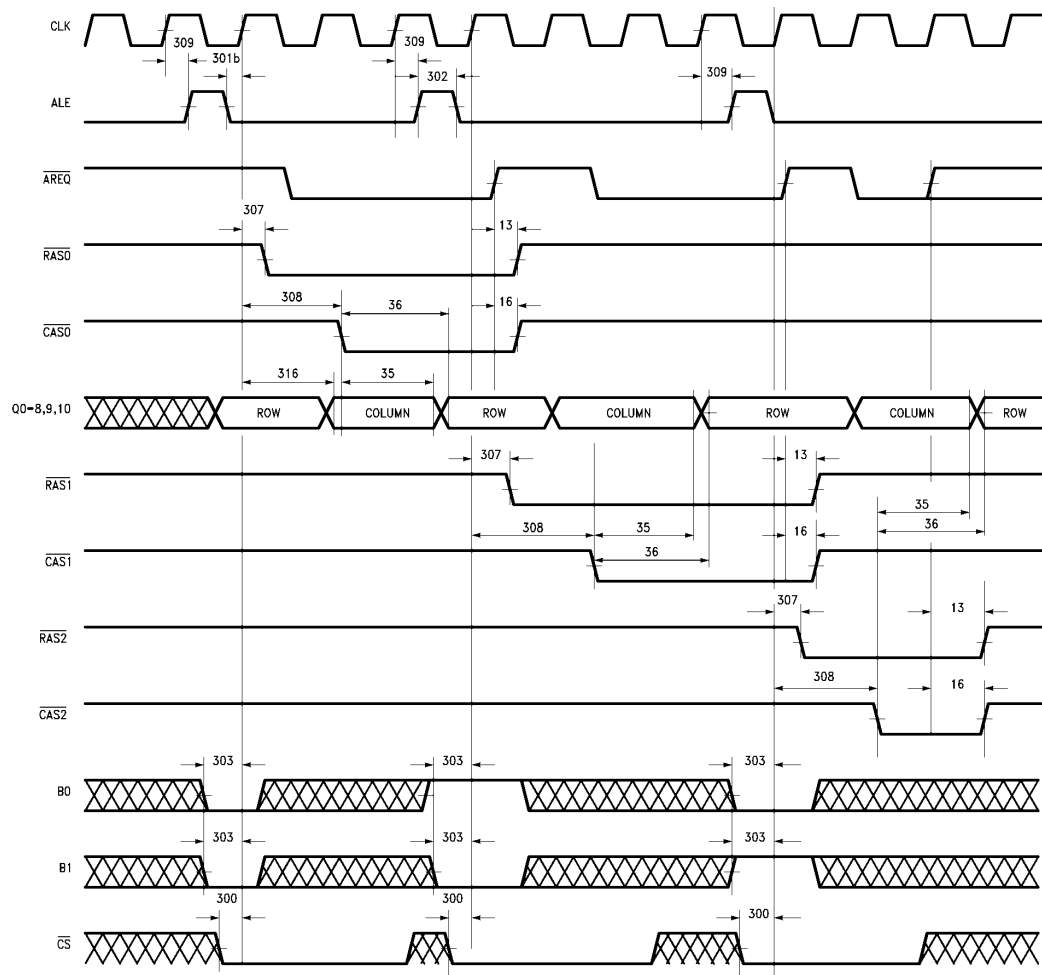 CLK
309
301b
309
302
309
ALE
AREQ
307
13
RAS0
308
36
16
CAS0
316
35
Q0-8,9,10
ROW
COLUMN
ROW
COLUMN
ROW
COLUMN
ROW
307
13
RAS1
35
308
35
36
16
36
CAS1
307
13
RAS2
308
16
CAS2
303
303
303
B0
303
303
303
B1
300
300
300
CS